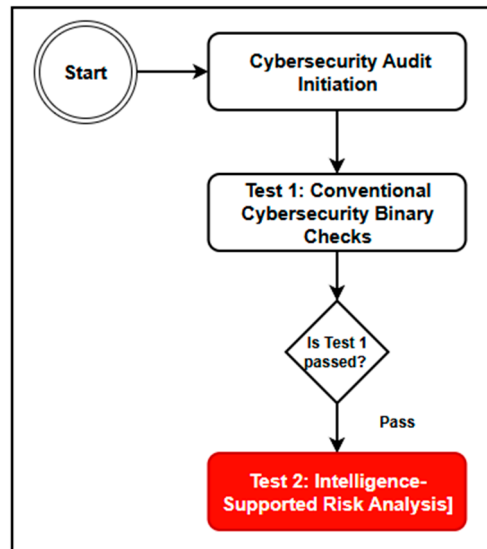 Start
Cybersecurity Audit
Initiation
Test 1: Conventional
Cybersecurity Binary
Checks
Is Test 1
passed?
Pass
Test 2: Intelligence-
Supported Risk Analysis]